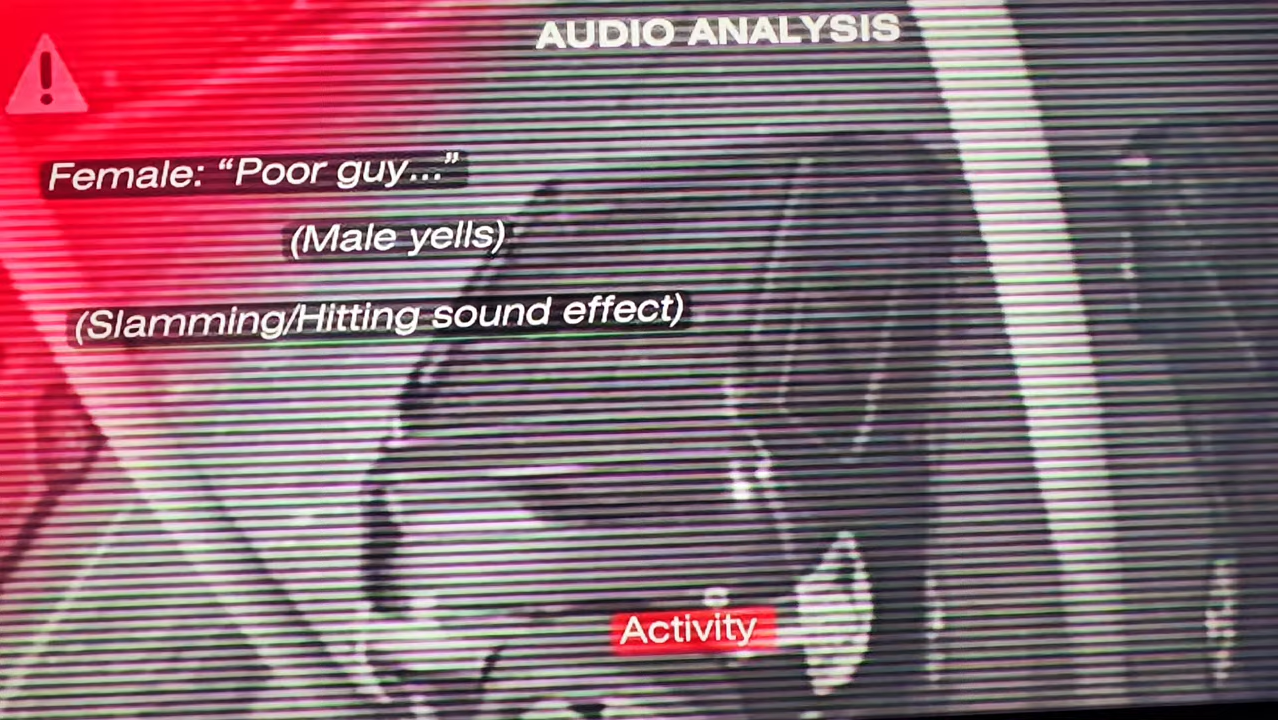 AUDIO ANALYSIS
Female: “Poor guy...”
(Male yells)
(Slamming/Hitting sound effect)
Activity